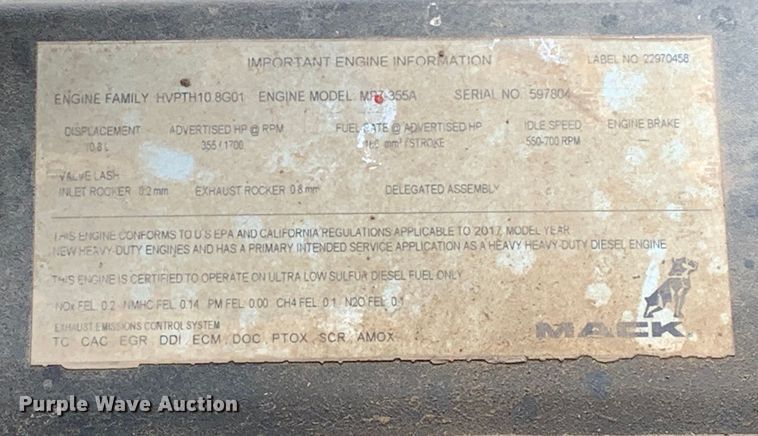 IMPORTANT ENGINE INFORMATION LABEL NO. 22970458
ENGINE FAMILY HVPTH10.8G01 ENGINE MODEL MP7-355A SERIAL NO. 597804
DISPLACEMENT ADVERTISED HP @ RPM FUEL RATE @ ADVERTISED HP IDLE SPEED ENGINE BRAKE
10.8 L 355 / 1700 mm³ / STROKE 550-700 RPM —
VALVE LASH
INLET ROCKER 0.2 mm EXHAUST ROCKER 0.8 mm DELEGATED ASSEMBLY
THIS ENGINE CONFORMS TO U S EPA AND CALIFORNIA REGULATIONS APPLICABLE TO 2017 MODEL YEAR
NEW HEAVY-DUTY ENGINES AND HAS A PRIMARY INTENDED SERVICE APPLICATION AS A HEAVY HEAVY-DUTY DIESEL ENGINE
THIS ENGINE IS CERTIFIED TO OPERATE ON ULTRA LOW SULFUR DIESEL FUEL ONLY
NOx FEL: 0.2 NMHC FEL: 0.14 PM FEL: 0.00 CH4 FEL: 0.1 N2O FEL: 0.1
EXHAUST EMISSIONS CONTROL SYSTEM
TC, CAC, EGR, DDI, ECM, DOC, PTOX, SCR, AMOX
MACK
Purple Wave Auction